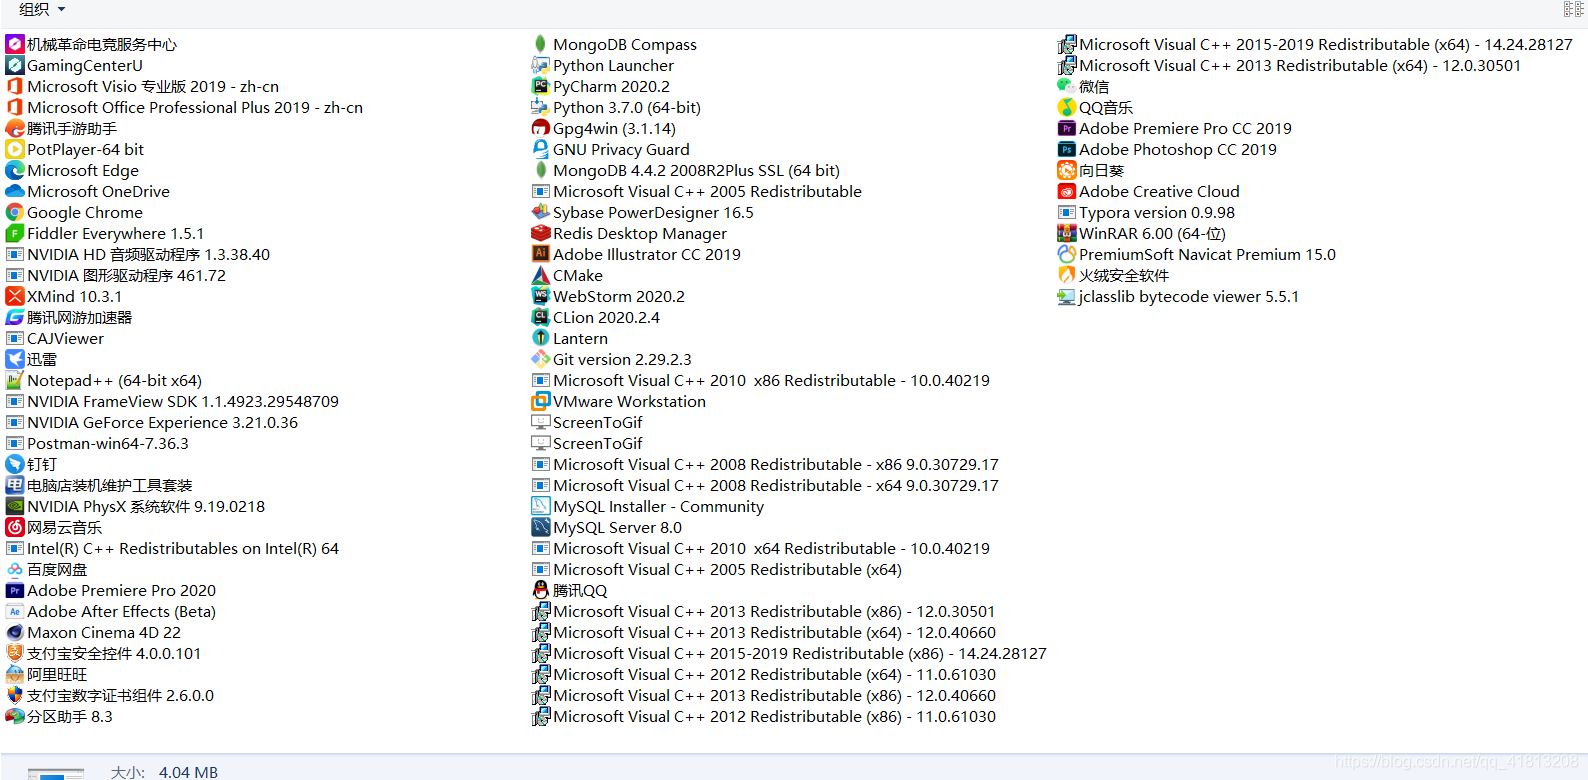 组织
机械革命电竞服务中心
GamingCenterU
Microsoft Visio 专业版 2019 - zh-cn
Microsoft Office Professional Plus 2019 - zh-cn
腾讯手游助手
PotPlayer-64 bit
Microsoft Edge
Microsoft OneDrive
Google Chrome
Fiddler Everywhere 1.5.1
NVIDIA HD 音频驱动程序 1.3.38.40
NVIDIA 图形驱动程序 461.72
XMind 10.3.1
腾讯网游加速器
CAJViewer
迅雷
Notepad++ (64-bit x64)
NVIDIA FrameView SDK 1.1.4923.29548709
NVIDIA GeForce Experience 3.21.0.36
Postman-win64-7.36.3
钉钉
电脑店装机维护工具套装
NVIDIA PhysX 系统软件 9.19.0218
网易云音乐
Intel(R) C++ Redistributables on Intel(R) 64
百度网盘
Adobe Premiere Pro 2020
Adobe After Effects (Beta)
Maxon Cinema 4D 22
支付宝安全控件 4.0.0.101
阿里旺旺
支付宝数字证书组件 2.6.0.0
分区助手 8.3
MongoDB Compass
Python Launcher
PyCharm 2020.2
Python 3.7.0 (64-bit)
Gpg4win (3.1.14)
GNU Privacy Guard
MongoDB 4.4.2 2008R2Plus SSL (64 bit)
Microsoft Visual C++ 2005 Redistributable
Sybase PowerDesigner 16.5
Redis Desktop Manager
Adobe Illustrator CC 2019
CMake
WebStorm 2020.2
CLion 2020.2.4
Lantern
Git version 2.29.2.3
Microsoft Visual C++ 2010  x86 Redistributable - 10.0.40219
VMware Workstation
ScreenToGif
ScreenToGif
Microsoft Visual C++ 2008 Redistributable - x86 9.0.30729.17
Microsoft Visual C++ 2008 Redistributable - x64 9.0.30729.17
MySQL Installer - Community
MySQL Server 8.0
Microsoft Visual C++ 2010  x64 Redistributable - 10.0.40219
Microsoft Visual C++ 2005 Redistributable (x64)
腾讯QQ
Microsoft Visual C++ 2013 Redistributable (x86) - 12.0.30501
Microsoft Visual C++ 2013 Redistributable (x64) - 12.0.40660
Microsoft Visual C++ 2015-2019 Redistributable (x86) - 14.24.28127
Microsoft Visual C++ 2012 Redistributable (x64) - 11.0.61030
Microsoft Visual C++ 2013 Redistributable (x86) - 12.0.40660
Microsoft Visual C++ 2012 Redistributable (x86) - 11.0.61030
Microsoft Visual C++ 2015-2019 Redistributable (x64) - 14.24.28127
Microsoft Visual C++ 2013 Redistributable (x64) - 12.0.30501
微信
QQ音乐
Adobe Premiere Pro CC 2019
Adobe Photoshop CC 2019
向日葵
Adobe Creative Cloud
Typora version 0.9.98
WinRAR 6.00 (64-位)
PremiumSoft Navicat Premium 15.0
火绒安全软件
jclasslib bytecode viewer 5.5.1
大小: 4.04 MB
https://blog.csdn.net/qq_41813208